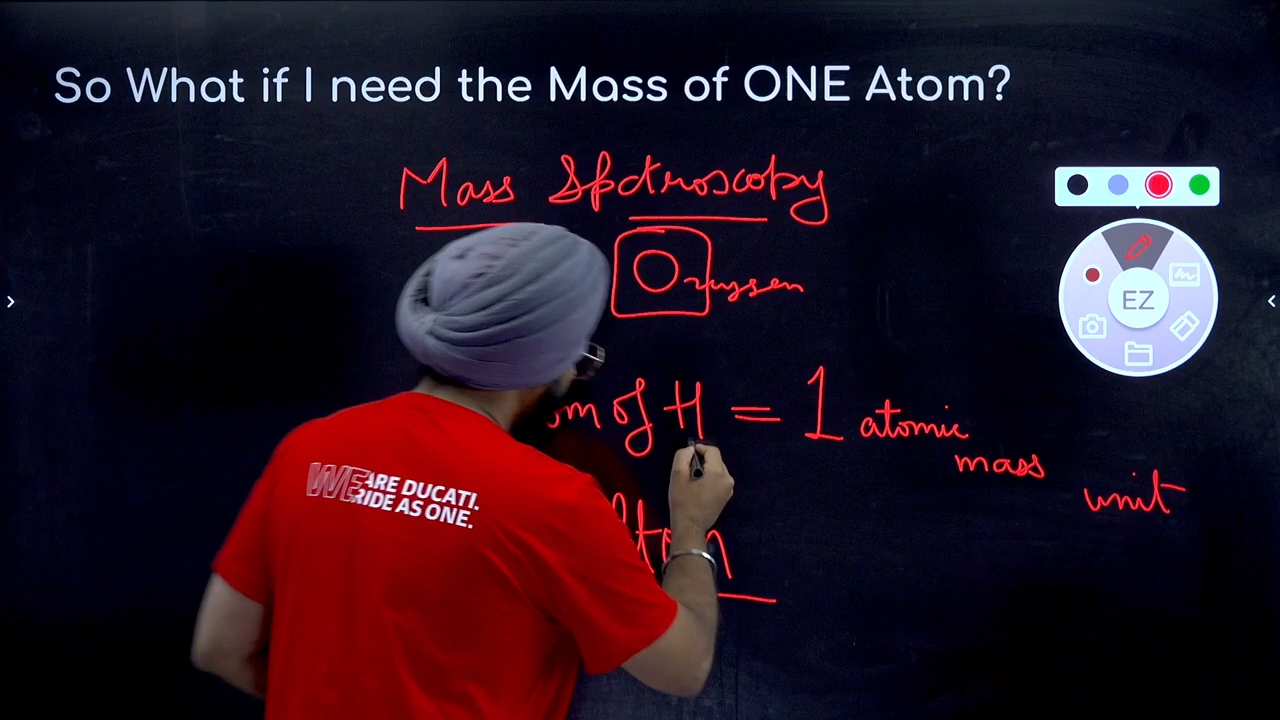 So What if I need the Mass of ONE Atom?
Mass Spctroscopy
Oxygen
om of H = 1 atomic
mass
unit
EZ
WE ARE DUCATI.
RIDE AS ONE.